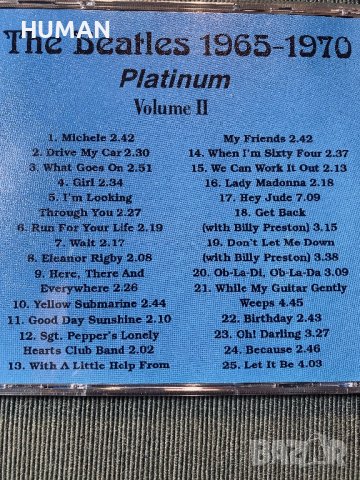 HUMAN
The Beatles 1965-1970
Platinum
Volume II
1. Michele 2.42
2. Drive My Car 2.30
3. What Goes On 2.51
4. Girl 2.34
5. I'm Looking
Through You 2.27
6. Run For Your Life 2.19
7. Wait 2.17
8. Eleanor Rigby 2.08
9. Here, There And
Everywhere 2.26
10. Yellow Submarine 2.44
11. Good Day Sunshine 2.10
12. Sgt. Pepper's Lonely
Hearts Club Band 2.02
13. With A Little Help From
My Friends 2.42
14. When I'm Sixty Four 2.37
15. We Can Work It Out 2.13
16. Lady Madonna 2.18
17. Hey Jude 7.09
18. Get Back
(with Billy Preston) 3.15
19. Don't Let Me Down
(with Billy Preston) 3.38
20. Ob-La-Di, Ob-La-Da 3.09
21. While My Guitar Gently
Weeps 4.45
22. Birthday 2.43
23. Oh! Darling 3.27
24. Because 2.46
25. Let It Be 4.03
BAZAR